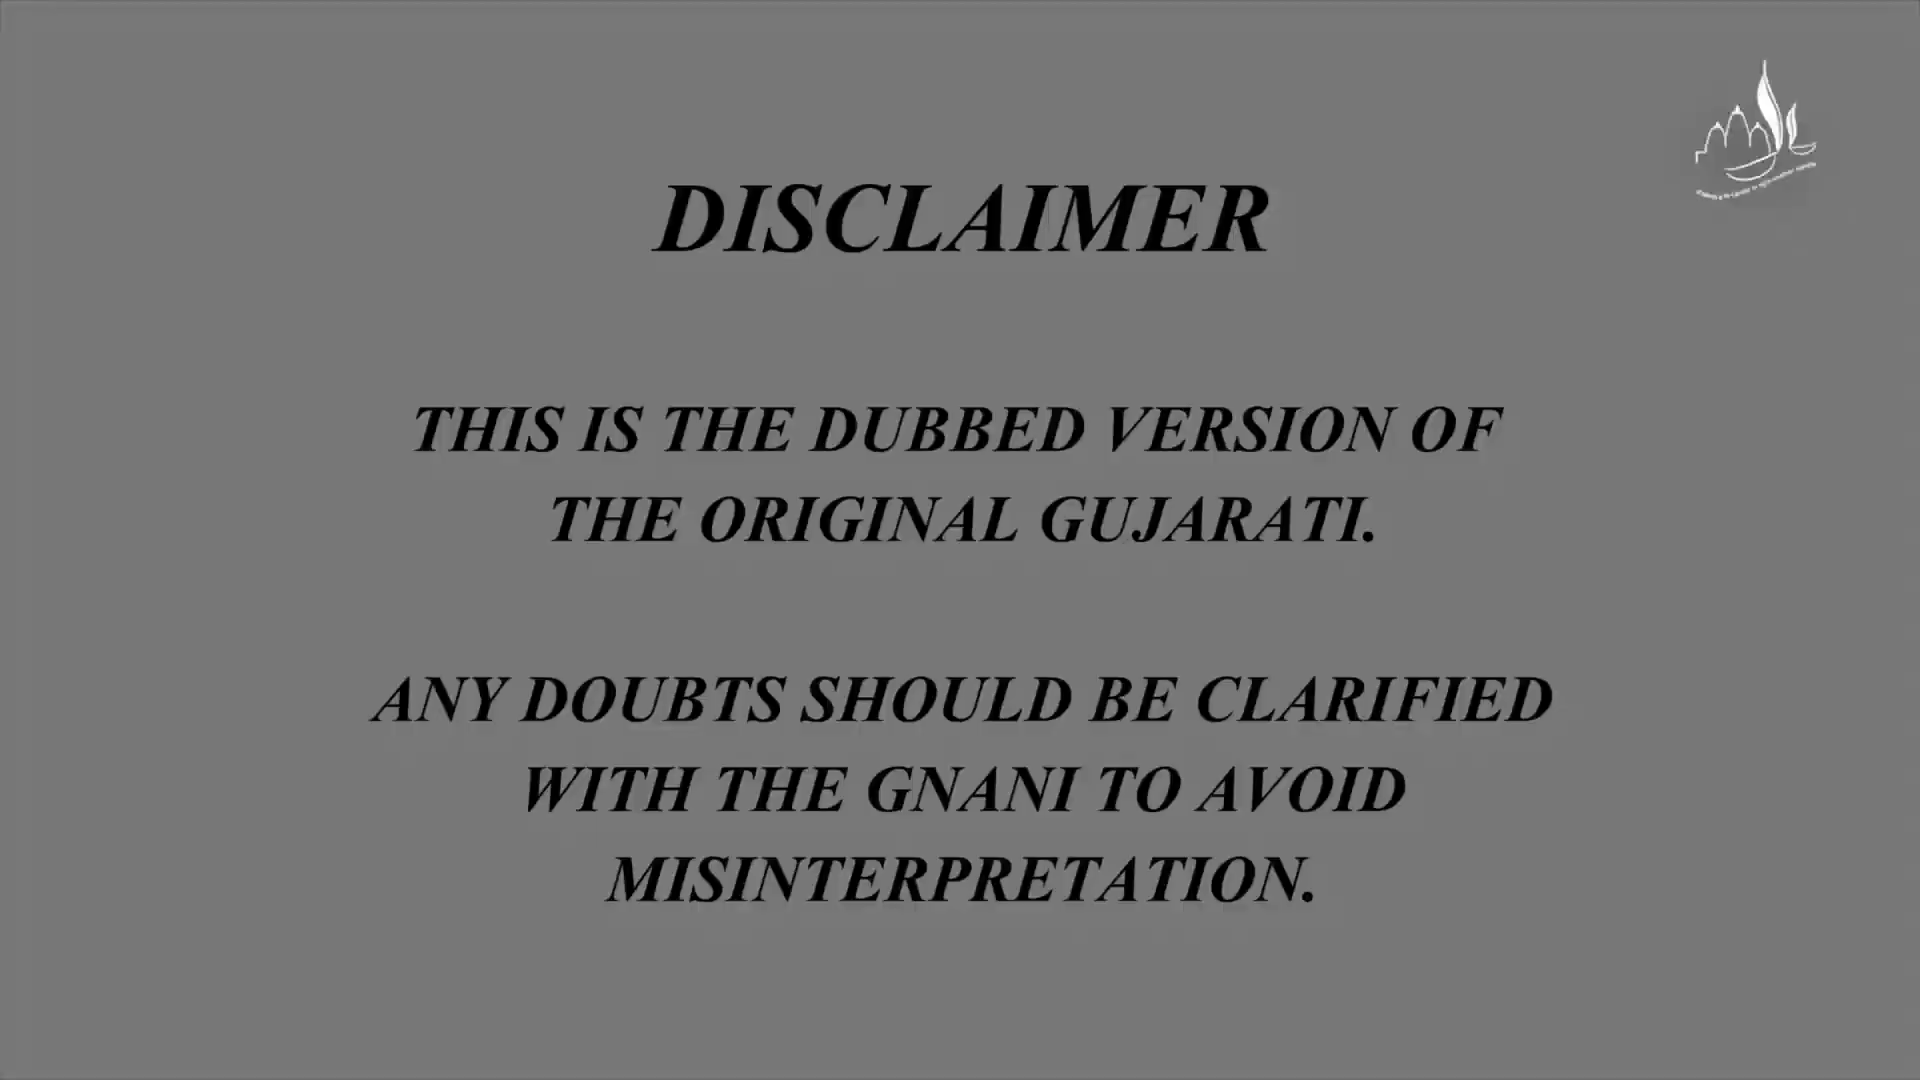 DISCLAIMER
THIS IS THE DUBBED VERSION OF
THE ORIGINAL GUJARATI.
ANY DOUBTS SHOULD BE CLARIFIED
WITH THE GNANI TO AVOID
MISINTERPRETATION.